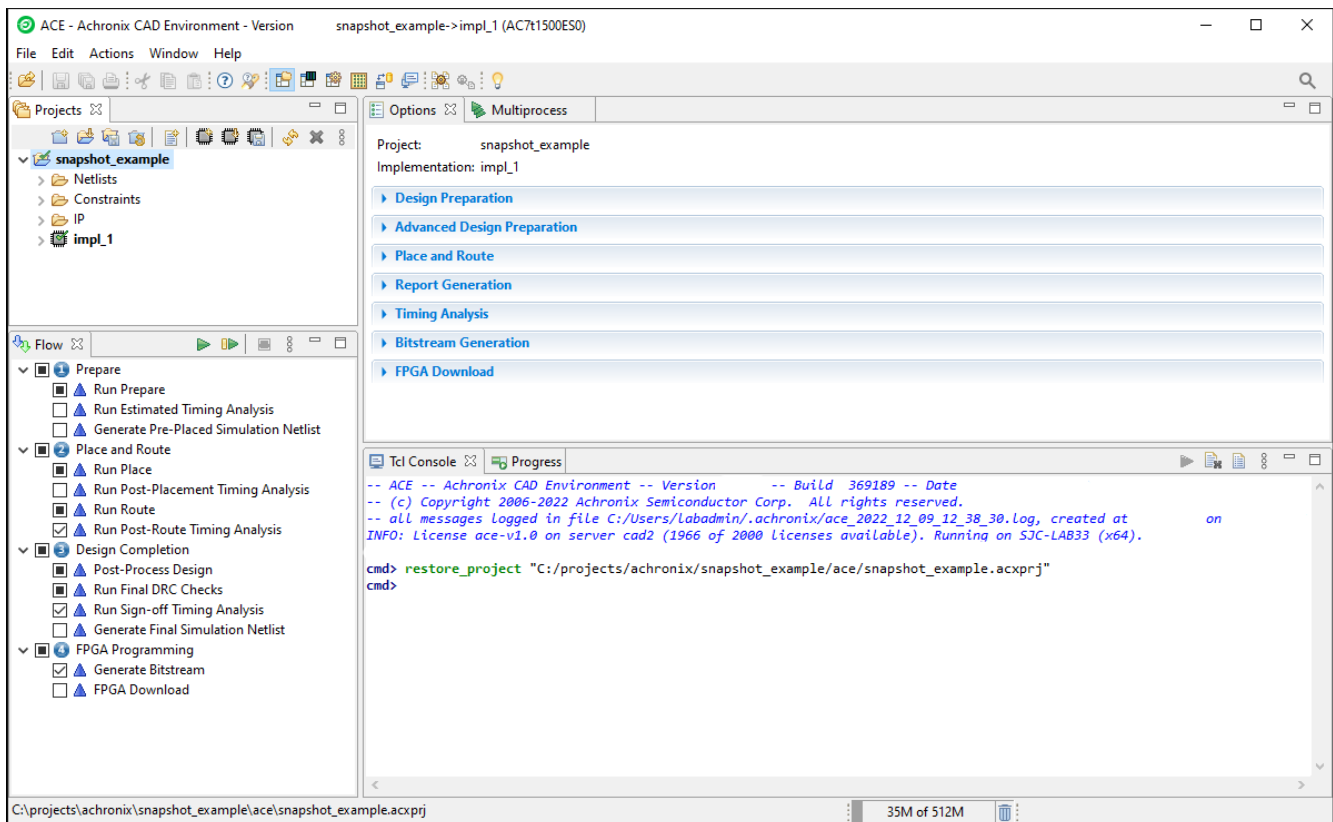 ACE - Achronix CAD Environment - Version snapshot_example->impl_1 (AC7t1500ES0)
File Edit Actions Window Help
Projects
snapshot_example
Netlists
Constraints
IP
impl_1
Options Multiprocess
Project: snapshot_example
Implementation: impl_1
Design Preparation
Advanced Design Preparation
Place and Route
Report Generation
Timing Analysis
Bitstream Generation
FPGA Download
Flow
1 Prepare
Run Prepare
Run Estimated Timing Analysis
Generate Pre-Placed Simulation Netlist
2 Place and Route
Run Place
Run Post-Placement Timing Analysis
Run Route
Run Post-Route Timing Analysis
3 Design Completion
Post-Process Design
Run Final DRC Checks
Run Sign-off Timing Analysis
Generate Final Simulation Netlist
4 FPGA Programming
Generate Bitstream
FPGA Download
Tcl Console Progress
-- ACE -- Achronix CAD Environment -- Version -- Build 369189 -- Date
-- (c) Copyright 2006-2022 Achronix Semiconductor Corp. All rights reserved.
-- all messages logged in file C:/Users/labadmin/.achronix/ace_2022_12_09_12_38_30.log, created at on
INFO: License ace-v1.0 on server cad2 (1966 of 2000 licenses available). Running on SJC-LAB33 (x64).
cmd> restore_project "C:/projects/achronix/snapshot_example/ace/snapshot_example.acxprj"
cmd>
C:\projects\achronix\snapshot_example\ace\snapshot_example.acxprj
35M of 512M